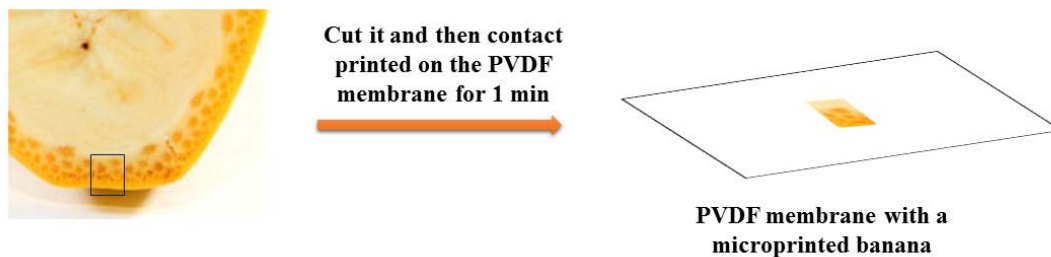 Cut it and then contact
printed on the PVDF
membrane for 1 min
PVDF membrane with a
microprinted banana